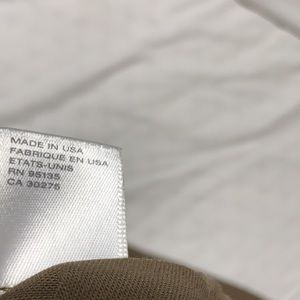 MADE IN USA
FABRIQUE EN USA
ETATS-UNIS
RN 95135
CA 30275